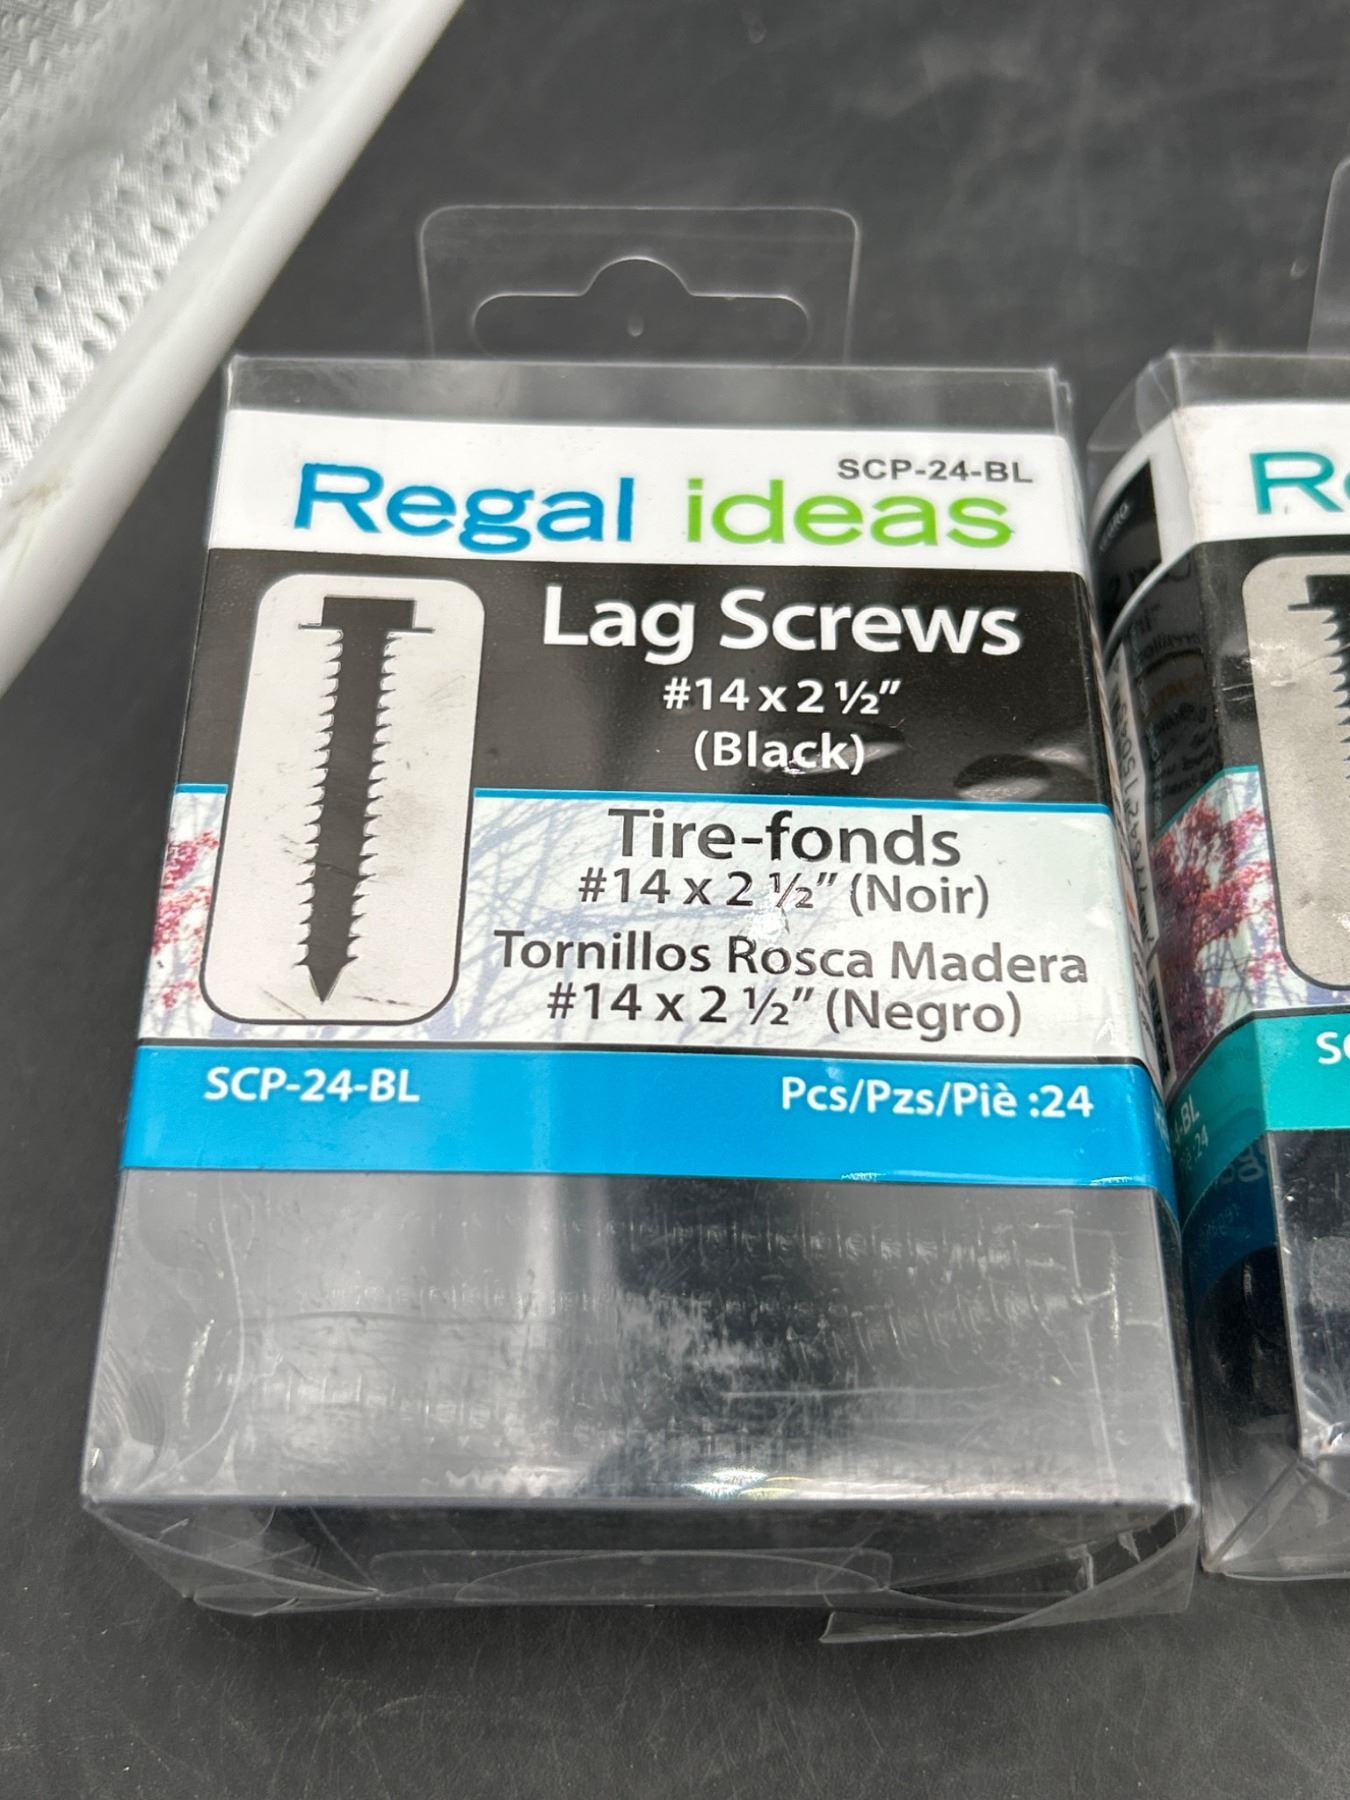 SCP-24-BL
Regal ideas
Lag Screws
#14 x 2 ½”
(Black)
Tire-fonds
#14 x 2 ½” (Noir)
Tornillos Rosca Madera
#14 x 2 ½” (Negro)
SCP-24-BL
Pcs/Pzs/Piè :24